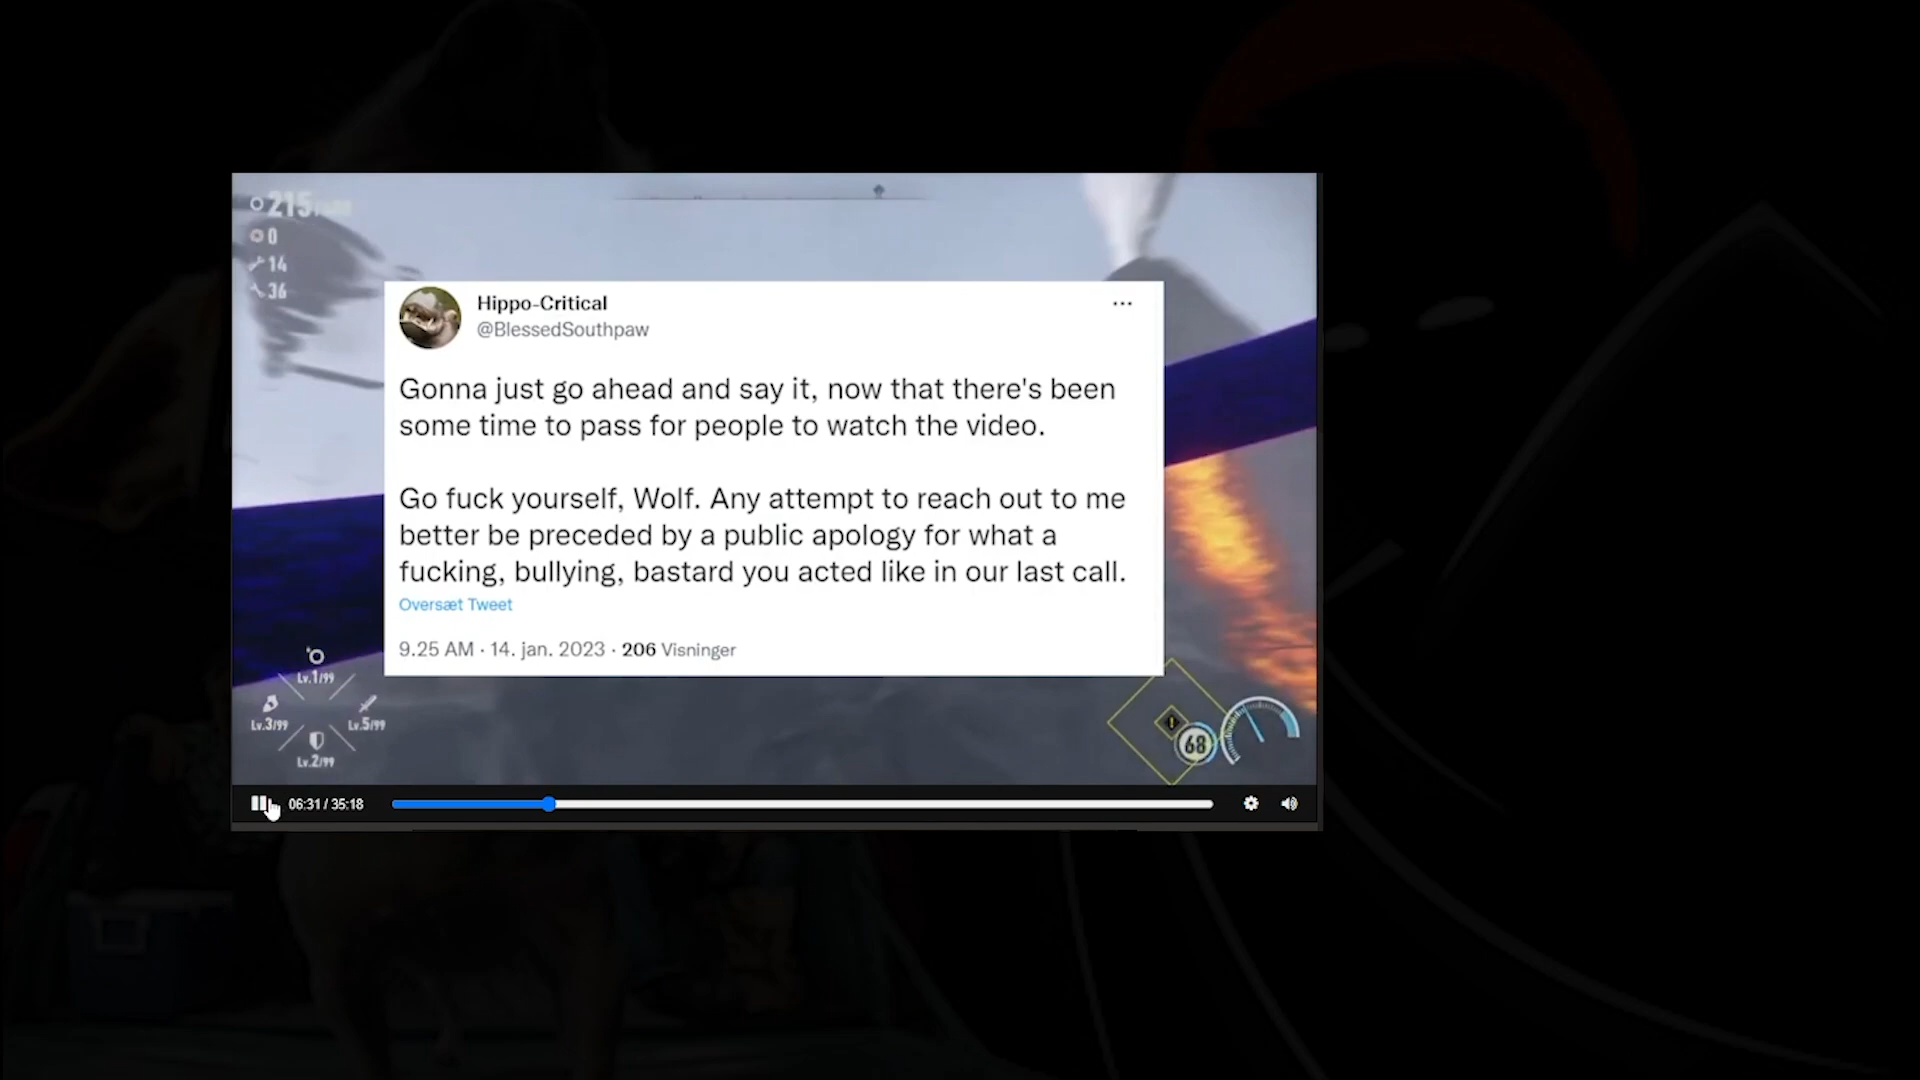 215
0
14
36
Hippo-Critical
@BlessedSouthpaw
Gonna just go ahead and say it, now that there's been
some time to pass for people to watch the video.
Go fuck yourself, Wolf. Any attempt to reach out to me
better be preceded by a public apology for what a
fucking, bullying, bastard you acted like in our last call.
Oversæt Tweet
9.25 AM · 14. jan. 2023 · 206 Visninger
Lv.1/99
Lv.3/99
Lv.5/99
Lv.2/99
68
06:31 / 35:18